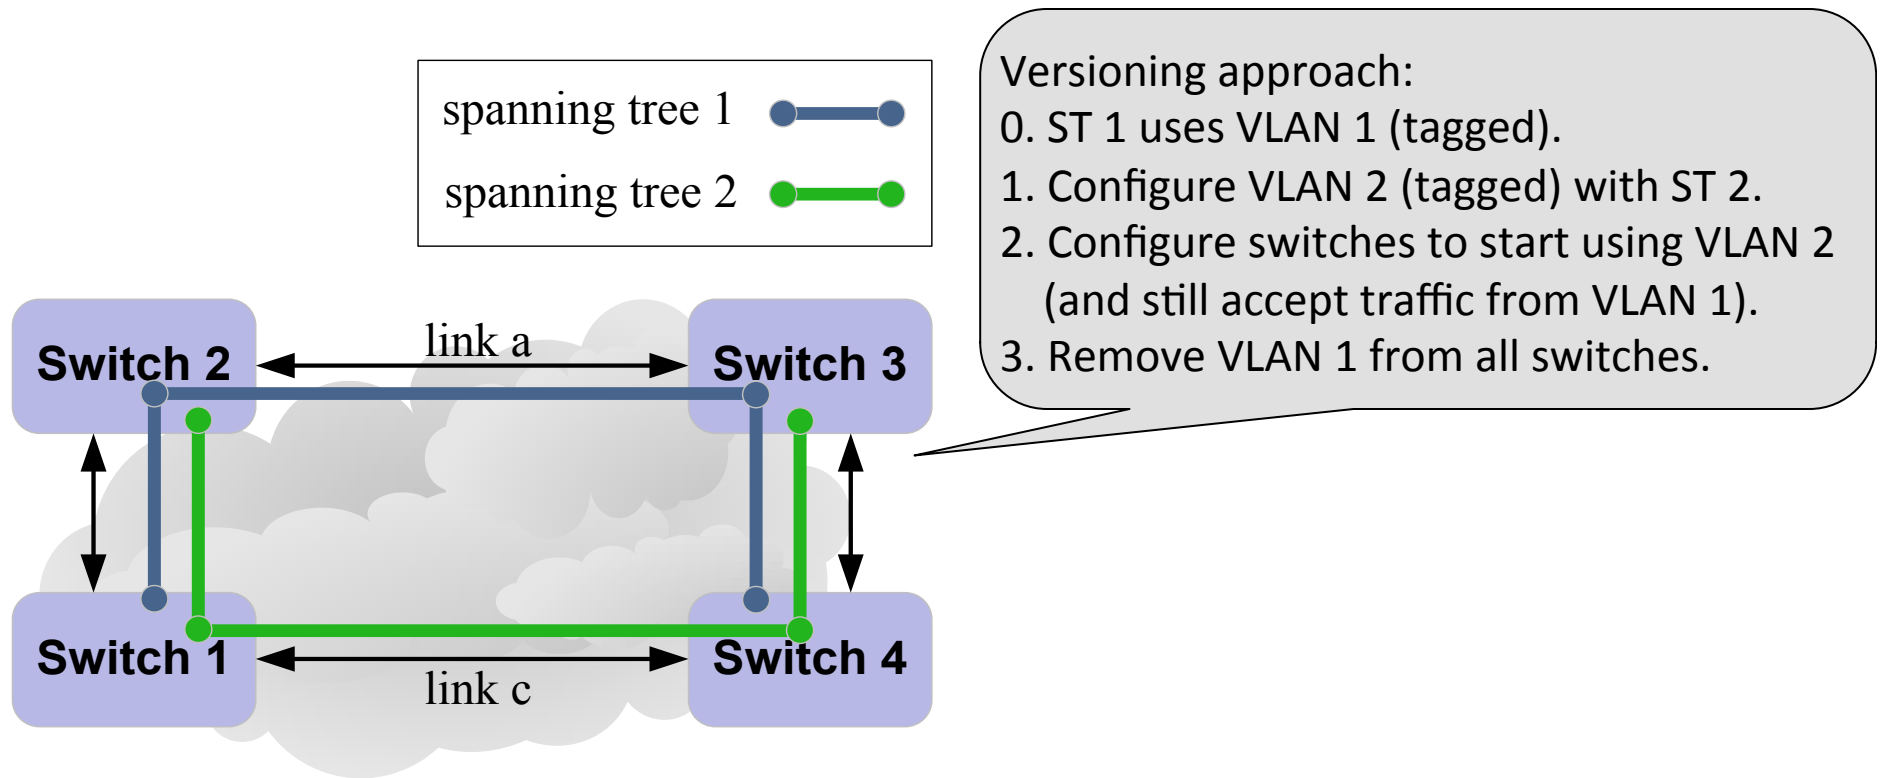 spanning tree 1
spanning tree 2
Versioning approach:
0. ST 1 uses VLAN 1 (tagged).
1. Configure VLAN 2 (tagged) with ST 2.
2. Configure switches to start using VLAN 2
(and still accept traffic from VLAN 1).
3. Remove VLAN 1 from all switches.
Switch 2
link a
Switch 3
Switch 1
link c
Switch 4